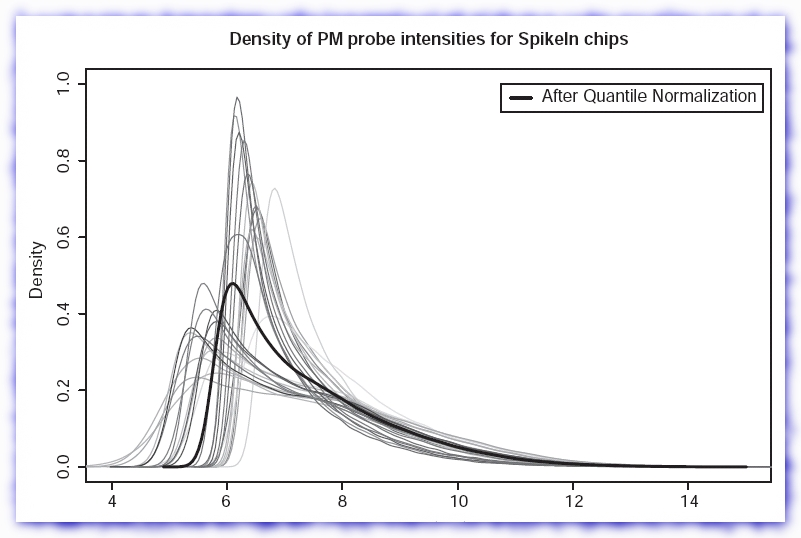 Density of PM probe intensities for SpikeIn chips
After Quantile Normalization
Density
1.0
0.8
0.6
0.4
0.2
0.0
4 6 8 10 12 14